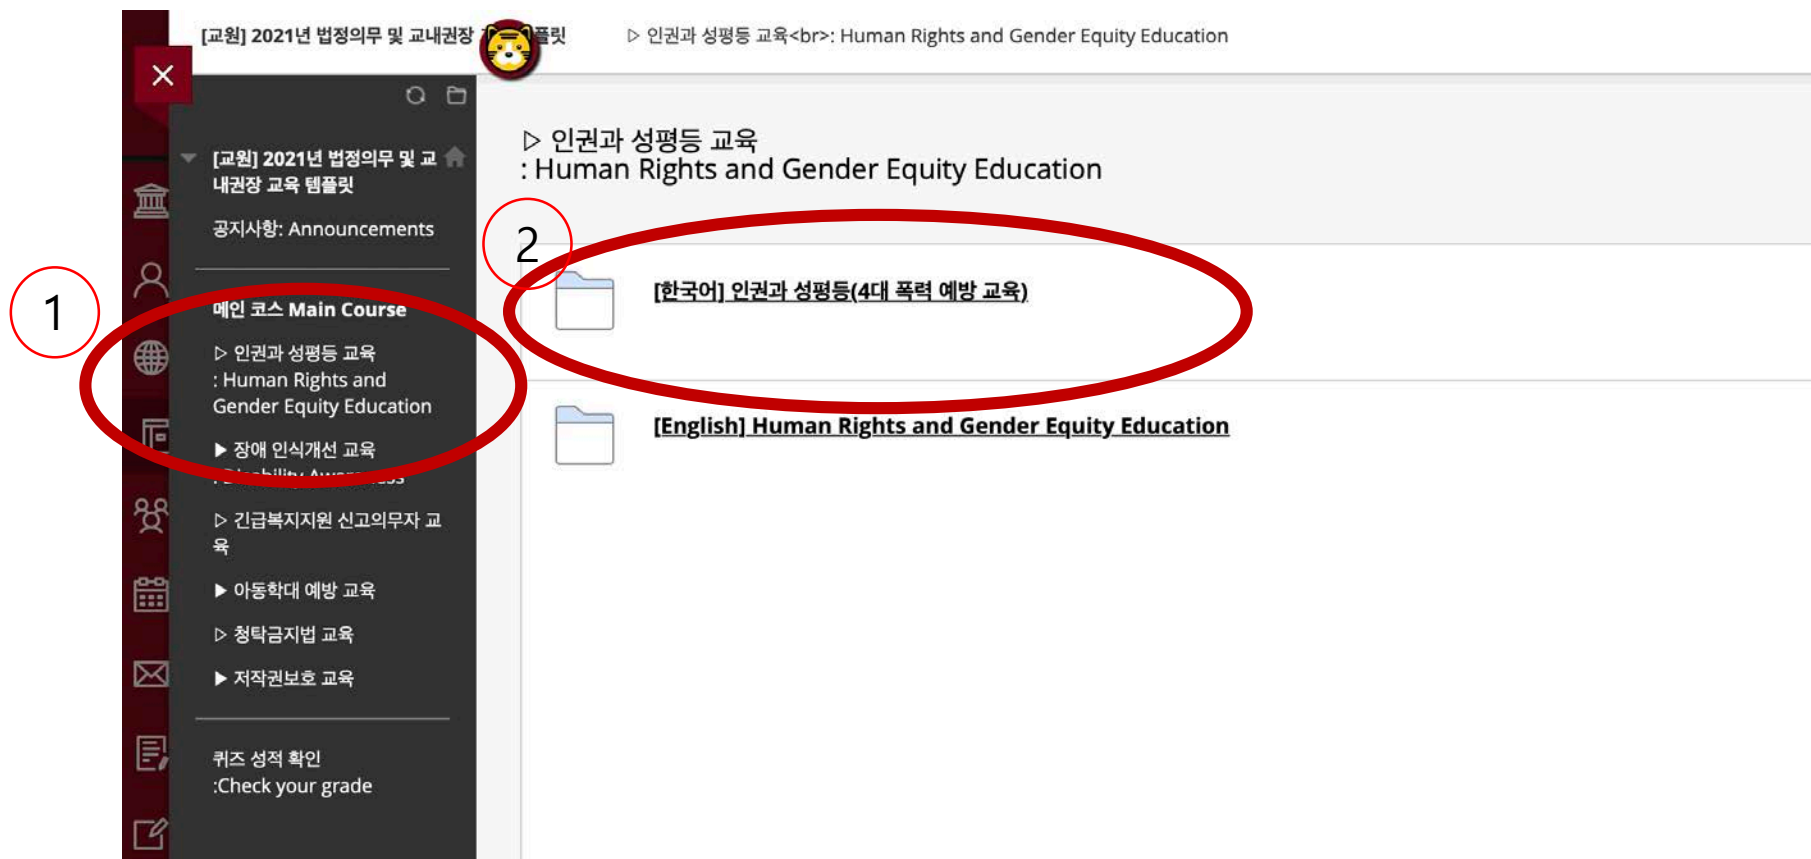 [교원] 2021년 법정의무 및 교내권장 플릿 ▷ 인권과 성평등 교육<br>: Human Rights and Gender Equity Education
[교원] 2021년 법정의무 및 교
내권장 교육 템플릿
공지사항: Announcements
1
메인 코스 Main Course
▷ 인권과 성평등 교육
: Human Rights and
Gender Equity Education
▶ 장애 인식개선 교육
: Disability Awareness
▷ 긴급복지지원 신고의무자 교
육
▶ 아동학대 예방 교육
▷ 청탁금지법 교육
▶ 저작권보호 교육
퀴즈 성적 확인
:Check your grade
▷ 인권과 성평등 교육
: Human Rights and Gender Equity Education
2
[한국어] 인권과 성평등(4대 폭력 예방 교육)
[English] Human Rights and Gender Equity Education